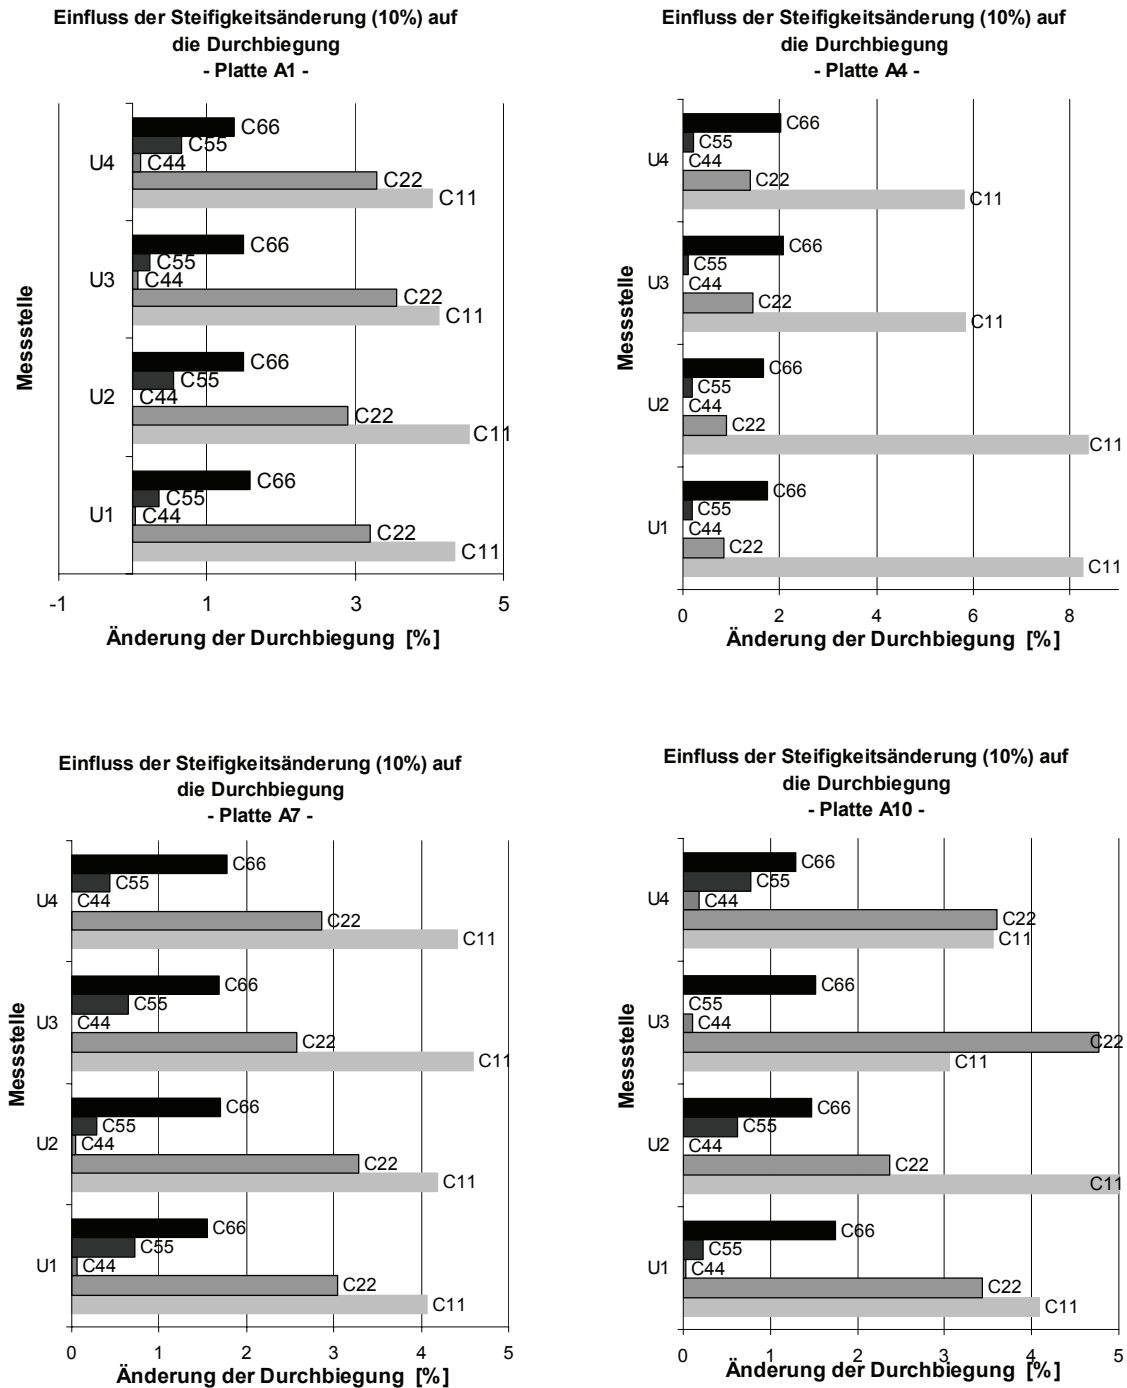 Einfluss der Steifigkeitsänderung (10%) auf
die Durchbiegung
- Platte A1 -
Messstelle
U4
C66
C55
C44
C22
C11
U3
C66
C55
C44
C22
C11
U2
C66
C55
C44
C22
C11
U1
C66
C55
C44
C22
C11
-1 1 3 5
Änderung der Durchbiegung [%]
Einfluss der Steifigkeitsänderung (10%) auf
die Durchbiegung
- Platte A4 -
Messstelle
U4
C66
C55
C44
C22
C11
U3
C66
C55
C44
C22
C11
U2
C66
C55
C44
C22
C11
U1
C66
C55
C44
C22
C11
0 2 4 6 8
Änderung der Durchbiegung [%]
Einfluss der Steifigkeitsänderung (10%) auf
die Durchbiegung
- Platte A7 -
Messstelle
U4
C66
C55
C44
C22
C11
U3
C66
C55
C44
C22
C11
U2
C66
C55
C44
C22
C11
U1
C66
C55
C44
C22
C11
0 1 2 3 4 5
Änderung der Durchbiegung [%]
Einfluss der Steifigkeitsänderung (10%) auf
die Durchbiegung
- Platte A10 -
Messstelle
U4
C66
C55
C44
C22
C11
U3
C66
C55
C44
C22
C11
U2
C66
C55
C44
C22
C11
U1
C66
C55
C44
C22
C11
0 1 2 3 4 5
Änderung der Durchbiegung [%]